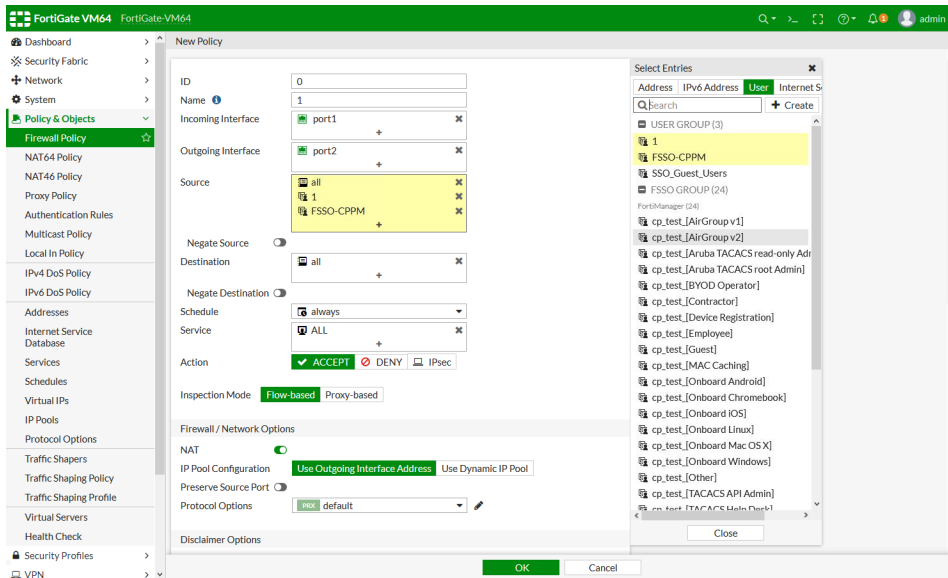 FortiGate VM64 FortiGate-VM64
1 admin
Dashboard
Security Fabric
Network
System
Policy & Objects
Firewall Policy
NAT64 Policy
NAT46 Policy
Proxy Policy
Authentication Rules
Multicast Policy
Local In Policy
IPv4 DoS Policy
IPv6 DoS Policy
Addresses
Internet Service
Database
Services
Schedules
Virtual IPs
IP Pools
Protocol Options
Traffic Shapers
Traffic Shaping Policy
Traffic Shaping Profile
Virtual Servers
Health Check
Security Profiles
VPN
New Policy
ID 0
Name 1
Incoming Interface port1
+
Outgoing Interface port2
+
Source all
1
FSSO-CPPM
+
Negate Source
Destination all
+
Negate Destination
Schedule always
Service ALL
+
Action ACCEPT DENY IPsec
Inspection Mode Flow-based Proxy-based
Firewall / Network Options
NAT
IP Pool Configuration Use Outgoing Interface Address Use Dynamic IP Pool
Preserve Source Port
Protocol Options PRX default
Disclaimer Options
OK Cancel
Select Entries
Address IPv6 Address User Internet S
Search + Create
USER GROUP (3)
1
FSSO-CPPM
SSO_Guest_Users
FSSO GROUP (24)
FortiManager (24)
cp_test_[AirGroup v1]
cp_test_[AirGroup v2]
cp_test_[Aruba TACACS read-only Adr
cp_test_[Aruba TACACS root Admin]
cp_test_[BYOD Operator]
cp_test_[Contractor]
cp_test_[Device Registration]
cp_test_[Employee]
cp_test_[Guest]
cp_test_[MAC Caching]
cp_test_[Onboard Android]
cp_test_[Onboard Chromebook]
cp_test_[Onboard iOS]
cp_test_[Onboard Linux]
cp_test_[Onboard Mac OS X]
cp_test_[Onboard Windows]
cp_test_[Other]
cp_test_[TACACS API Admin]
cp_test_[TACACS Help Desk]
Close